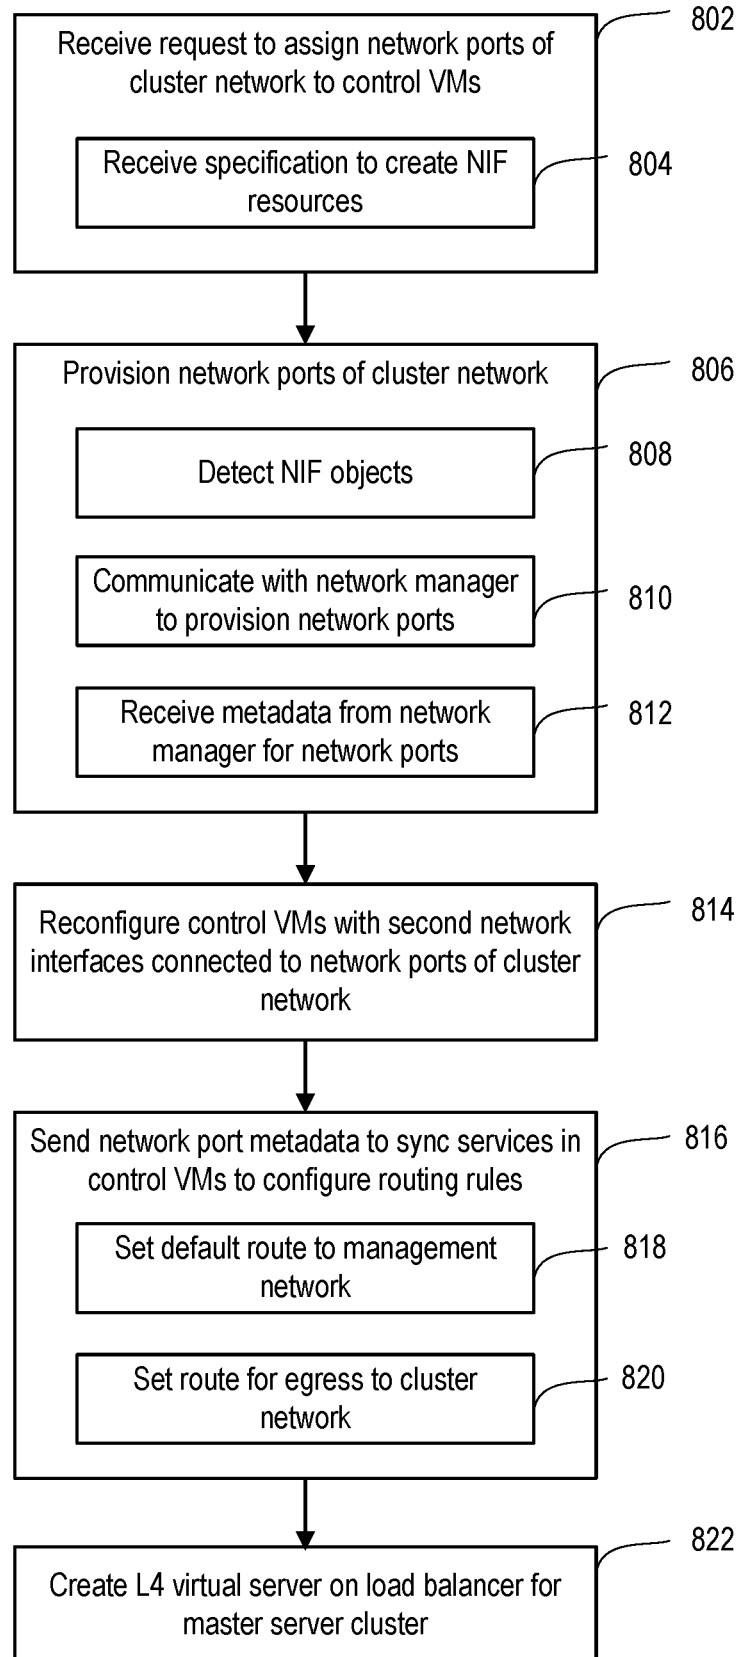 802
Receive request to assign network ports of
cluster network to control VMs
804
Receive specification to create NIF
resources
806
Provision network ports of cluster network
808
Detect NIF objects
810
Communicate with network manager
to provision network ports
812
Receive metadata from network
manager for network ports
814
Reconfigure control VMs with second network
interfaces connected to network ports of cluster
network
816
Send network port metadata to sync services in
control VMs to configure routing rules
818
Set default route to management
network
820
Set route for egress to cluster
network
822
Create L4 virtual server on load balancer for
master server cluster